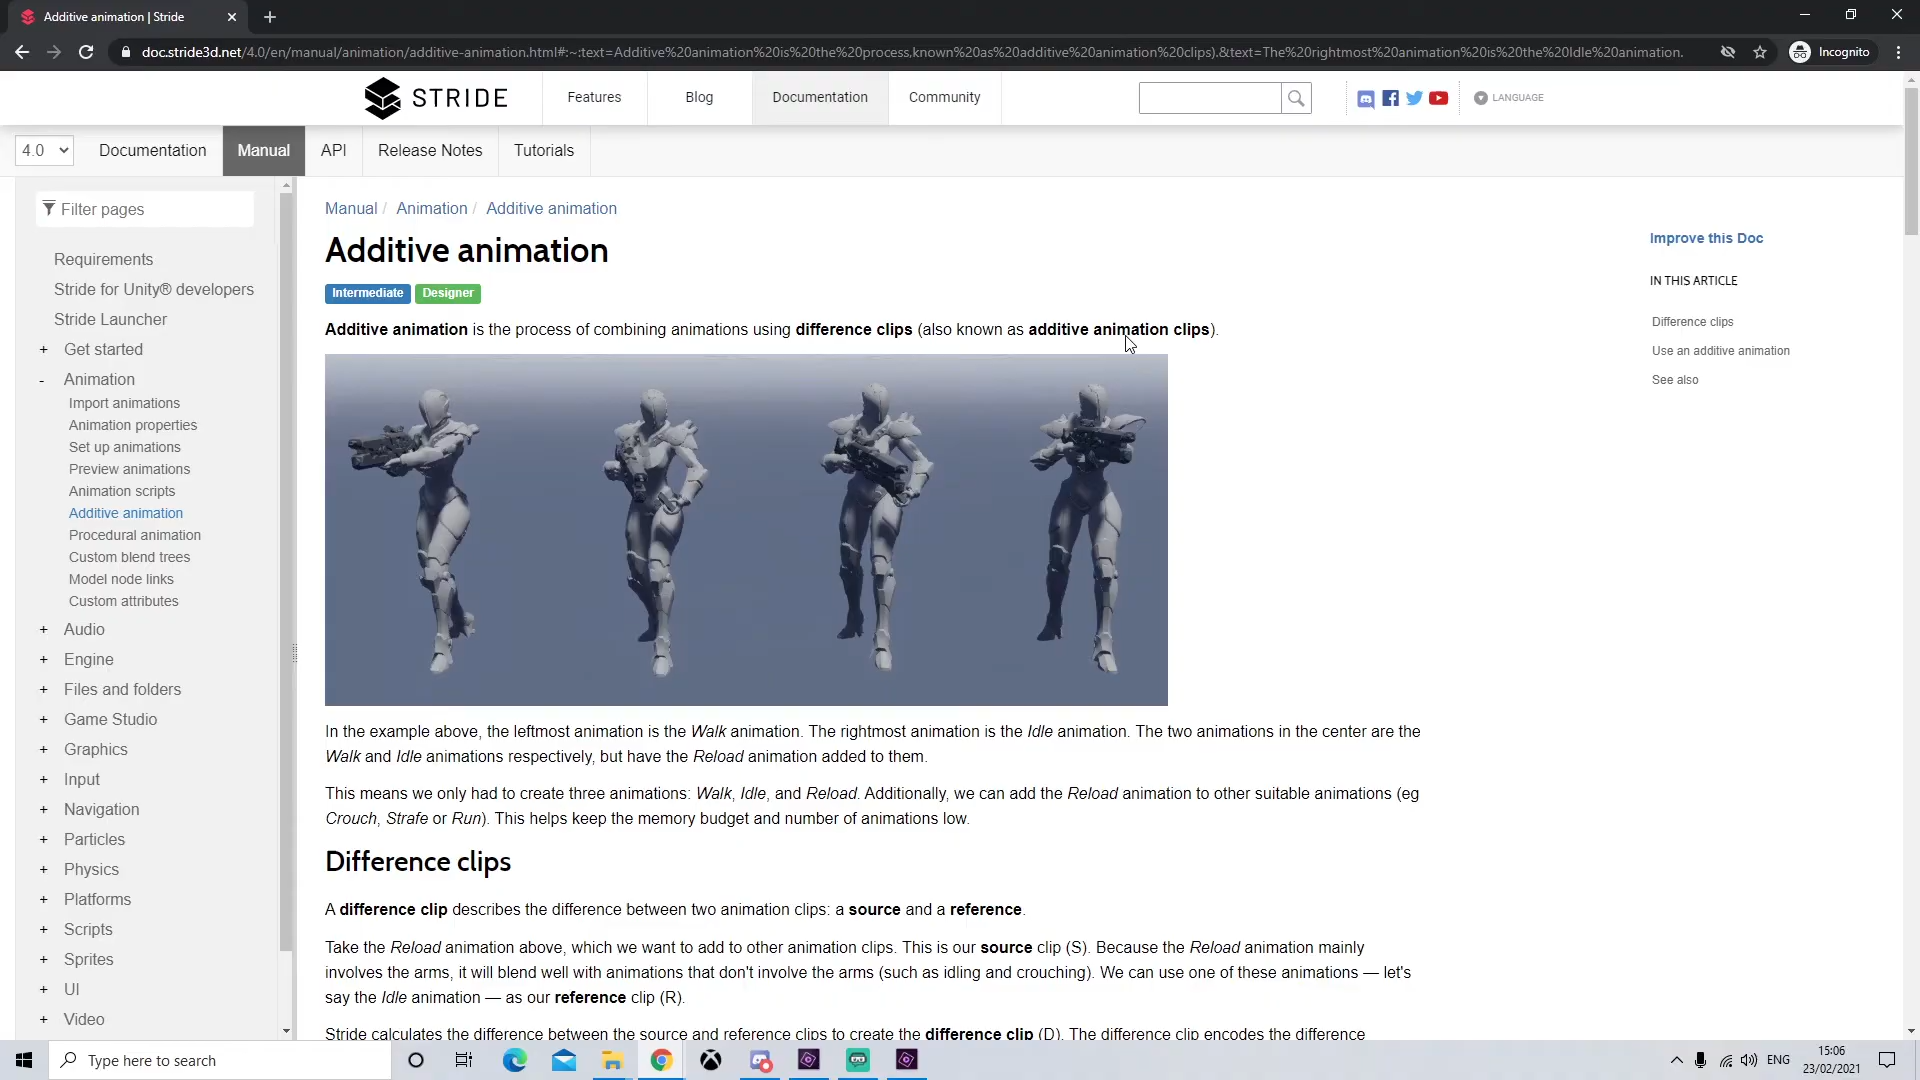 Additive animation | Stride
doc.stride3d.net/4.0/en/manual/animation/additive-animation.html#:~:text=Additive%20animation%20is%20the%20process,known%20as%20additive%20animation%20clips).&text=The%20rightmost%20animation%20is%20the%20Idle%20animation.
Incognito
STRIDE
Features
Blog
Documentation
Community
LANGUAGE
4.0
Documentation
Manual
API
Release Notes
Tutorials
Filter pages
Requirements
Stride for Unity® developers
Stride Launcher
+ Get started
- Animation
Import animations
Animation properties
Set up animations
Preview animations
Animation scripts
Additive animation
Procedural animation
Custom blend trees
Model node links
Custom attributes
+ Audio
+ Engine
+ Files and folders
+ Game Studio
+ Graphics
+ Input
+ Navigation
+ Particles
+ Physics
+ Platforms
+ Scripts
+ Sprites
+ UI
+ Video
Manual / Animation / Additive animation
Additive animation
Intermediate Designer
Additive animation is the process of combining animations using difference clips (also known as additive animation clips).
In the example above, the leftmost animation is the Walk animation. The rightmost animation is the Idle animation. The two animations in the center are the
Walk and Idle animations respectively, but have the Reload animation added to them.
This means we only had to create three animations: Walk, Idle, and Reload. Additionally, we can add the Reload animation to other suitable animations (eg
Crouch, Strafe or Run). This helps keep the memory budget and number of animations low.
Difference clips
A difference clip describes the difference between two animation clips: a source and a reference.
Take the Reload animation above, which we want to add to other animation clips. This is our source clip (S). Because the Reload animation mainly
involves the arms, it will blend well with animations that don't involve the arms (such as idling and crouching). We can use one of these animations — let's
say the Idle animation — as our reference clip (R).
Stride calculates the difference between the source and reference clips to create the difference clip (D). The difference clip encodes the difference
Improve this Doc
IN THIS ARTICLE
Difference clips
Use an additive animation
See also
Type here to search
ENG
15:06
23/02/2021